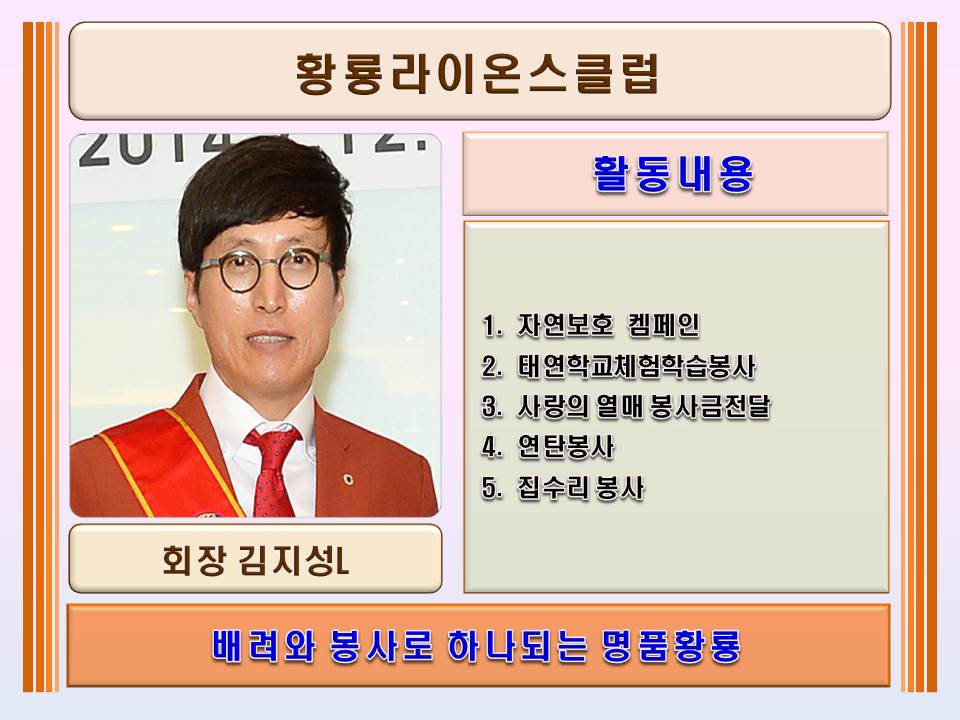 황룡라이온스클럽
2014. 7. 12.
활동내용
1. 자연보호 켐페인
2. 태연학교체험학습봉사
3. 사랑의 열매 봉사금전달
4. 연탄봉사
5. 집수리 봉사
회장 김지성L
배려와 봉사로 하나되는 명품황룡